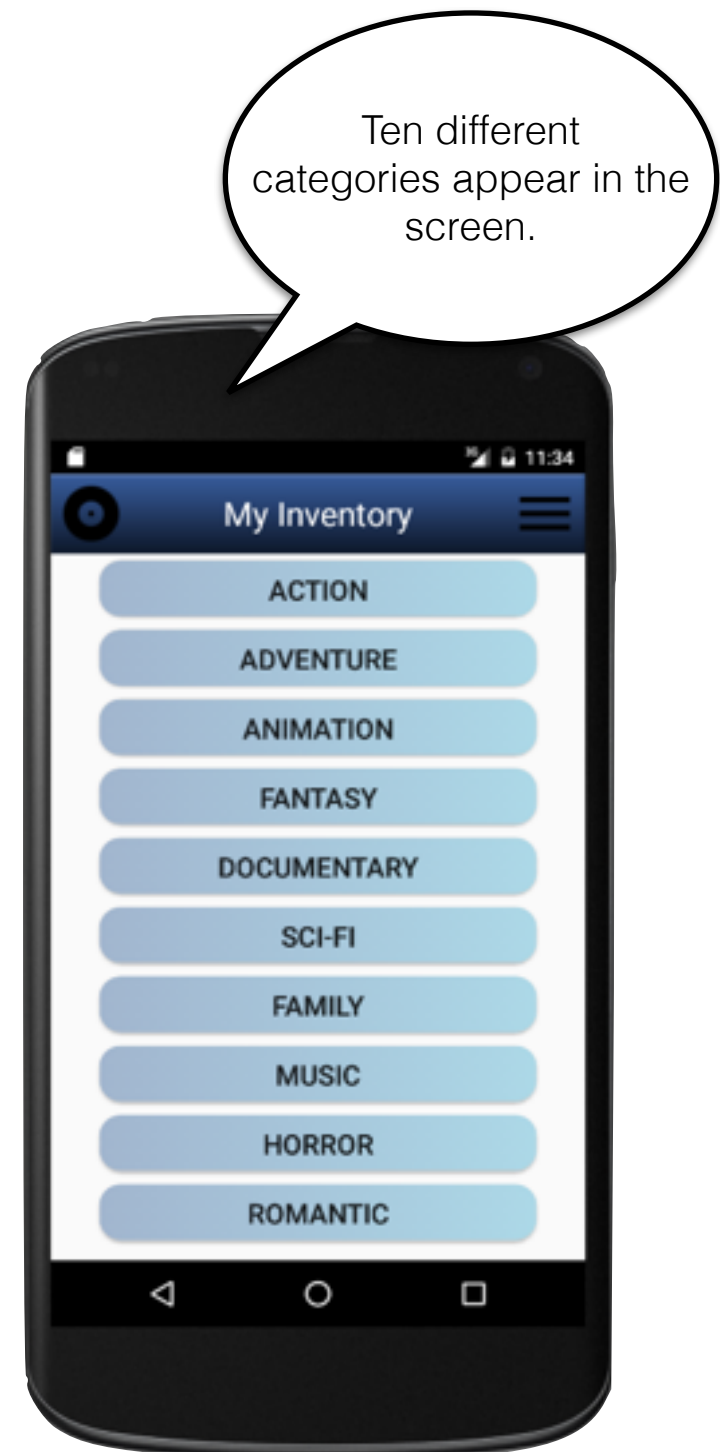 Ten different
categories appear in the
screen.
3G 11:34
My Inventory
ACTION
ADVENTURE
ANIMATION
FANTASY
DOCUMENTARY
SCI-FI
FAMILY
MUSIC
HORROR
ROMANTIC